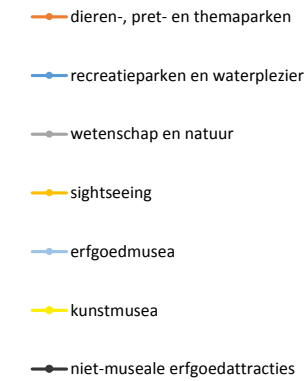 dieren-, pret- en themaparken
recreatieparken en waterplezier
wetenschap en natuur
sightseeing
erfgoedmusea
kunstmusea
niet-museale erfgoedattracties